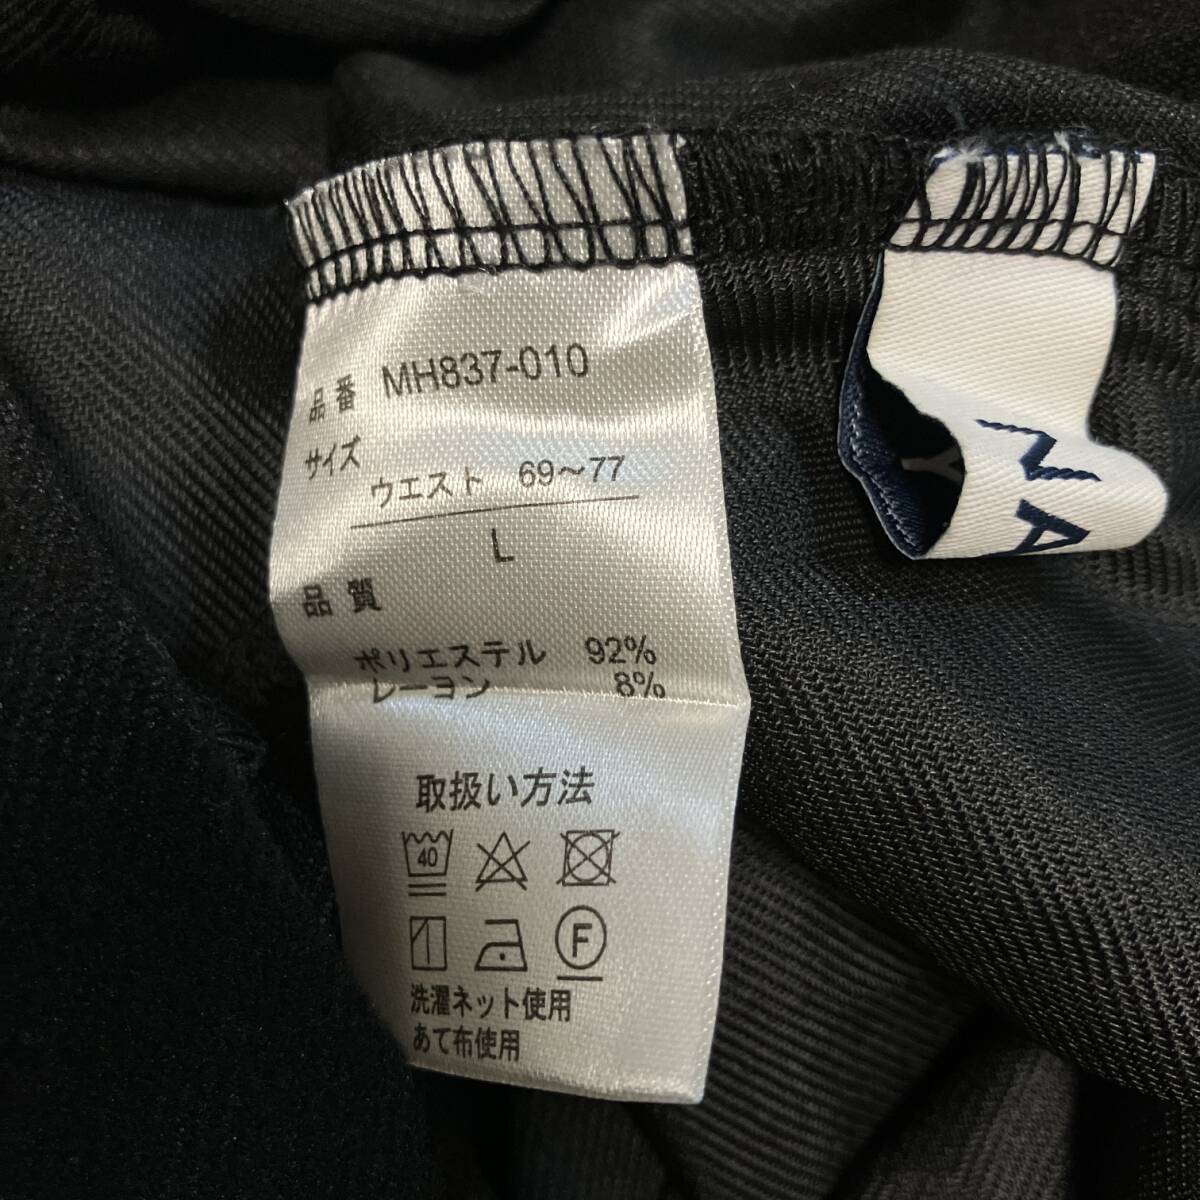 品番 MH837-010
サイズ
ウエスト 69～77
L
品質
ポリエステル 92%
レーヨン 8%
取扱い方法
40
F
洗濯ネット使用
あて布使用
NA